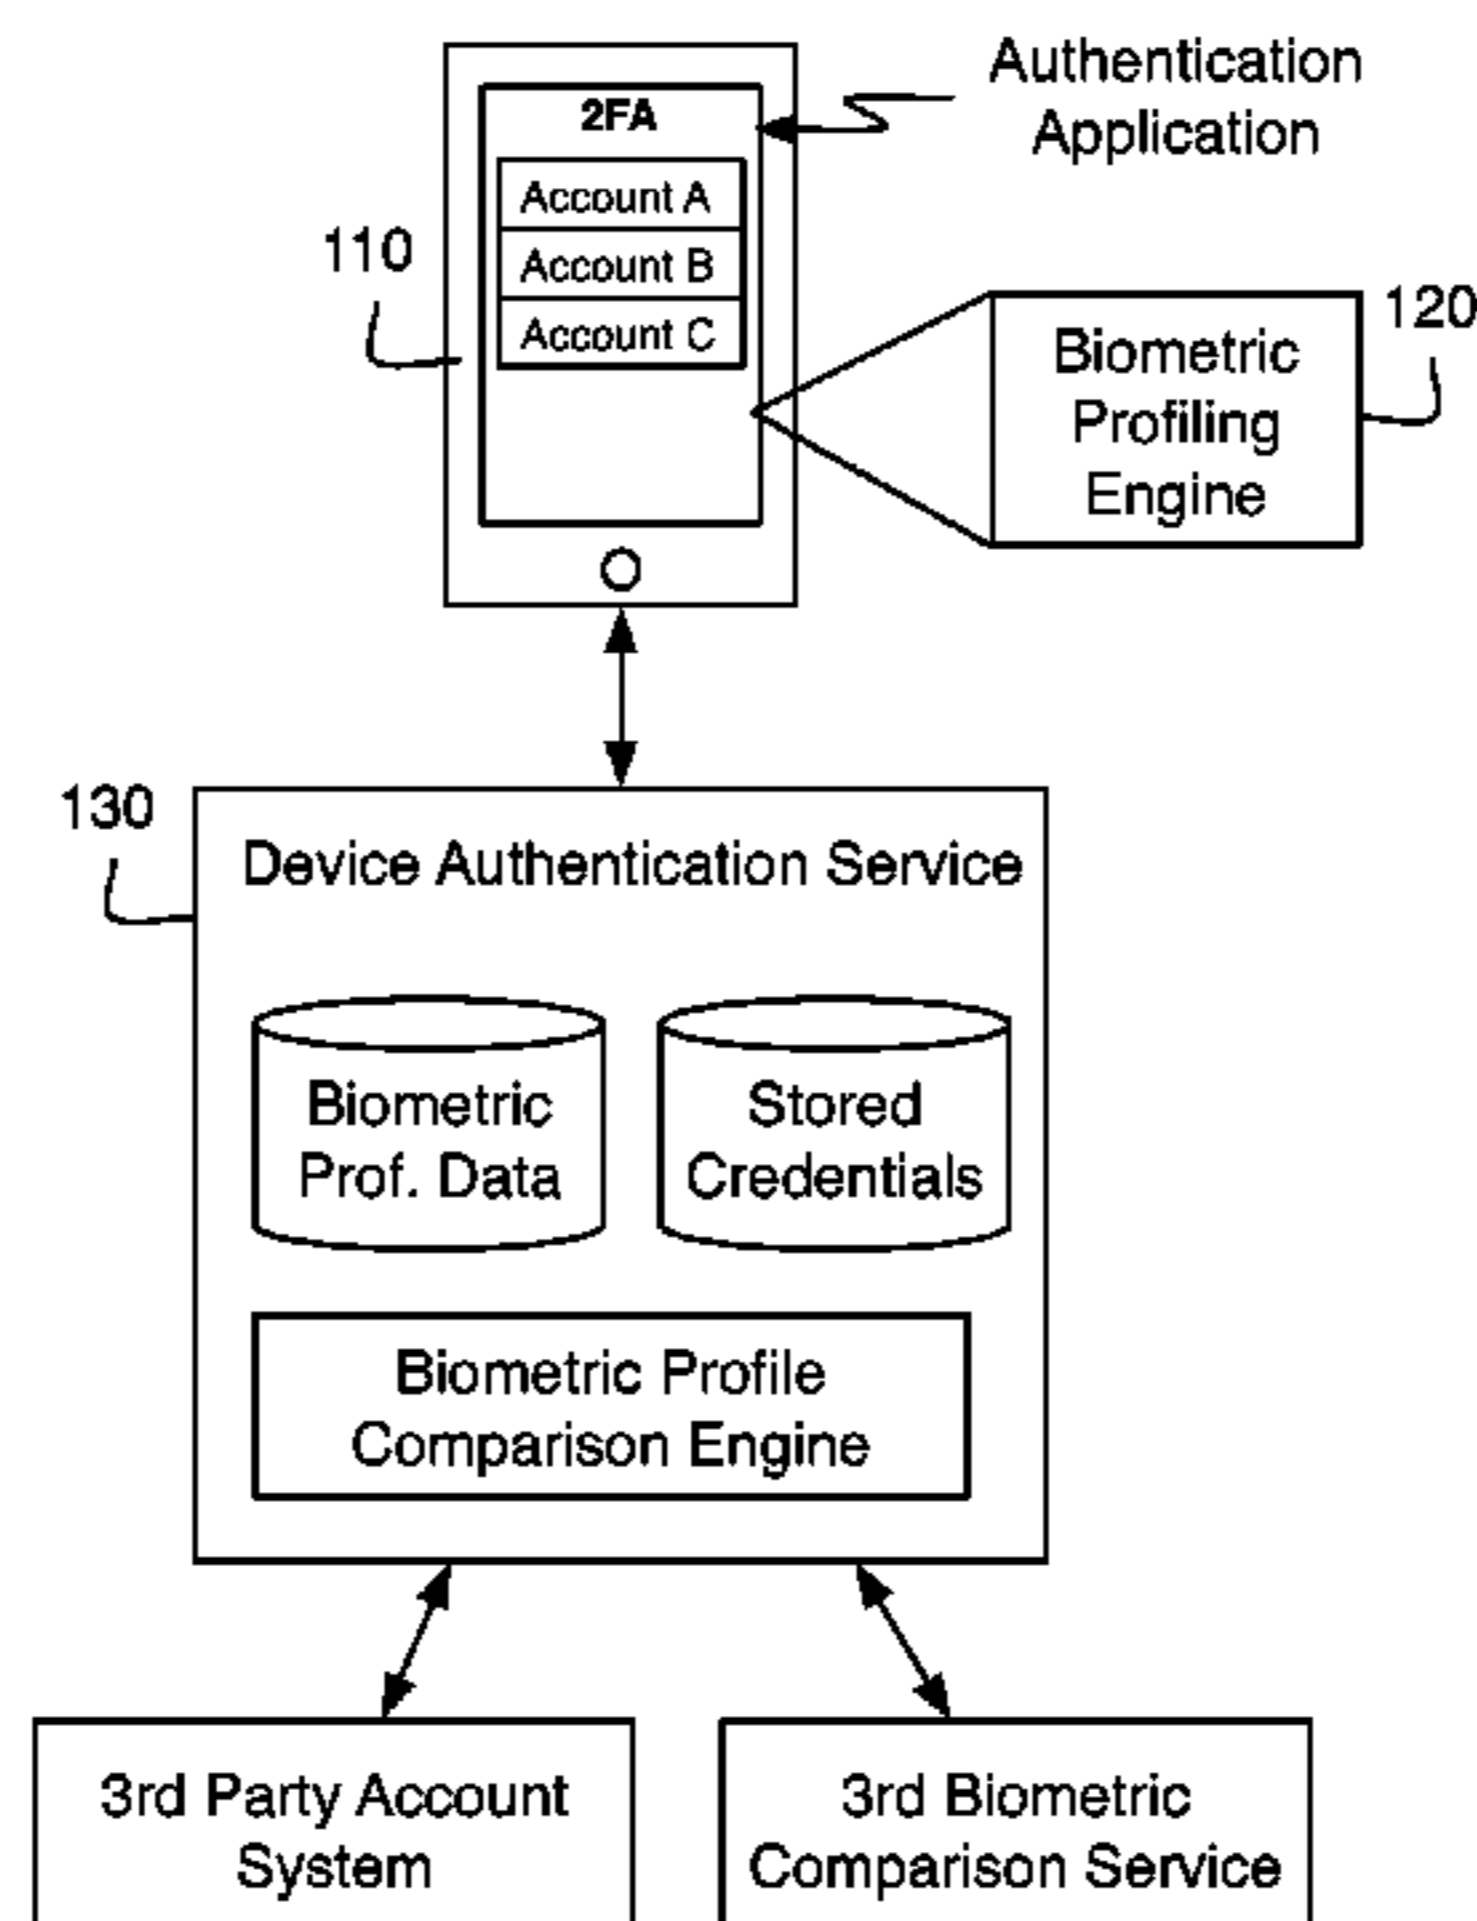 Authentication
Application
2FA
Account A
Account B
Account C
110
120
Biometric
Profiling
Engine
130
Device Authentication Service
Biometric
Prof. Data
Stored
Credentials
Biometric Profile
Comparison Engine
3rd Party Account
System
3rd Biometric
Comparison Service